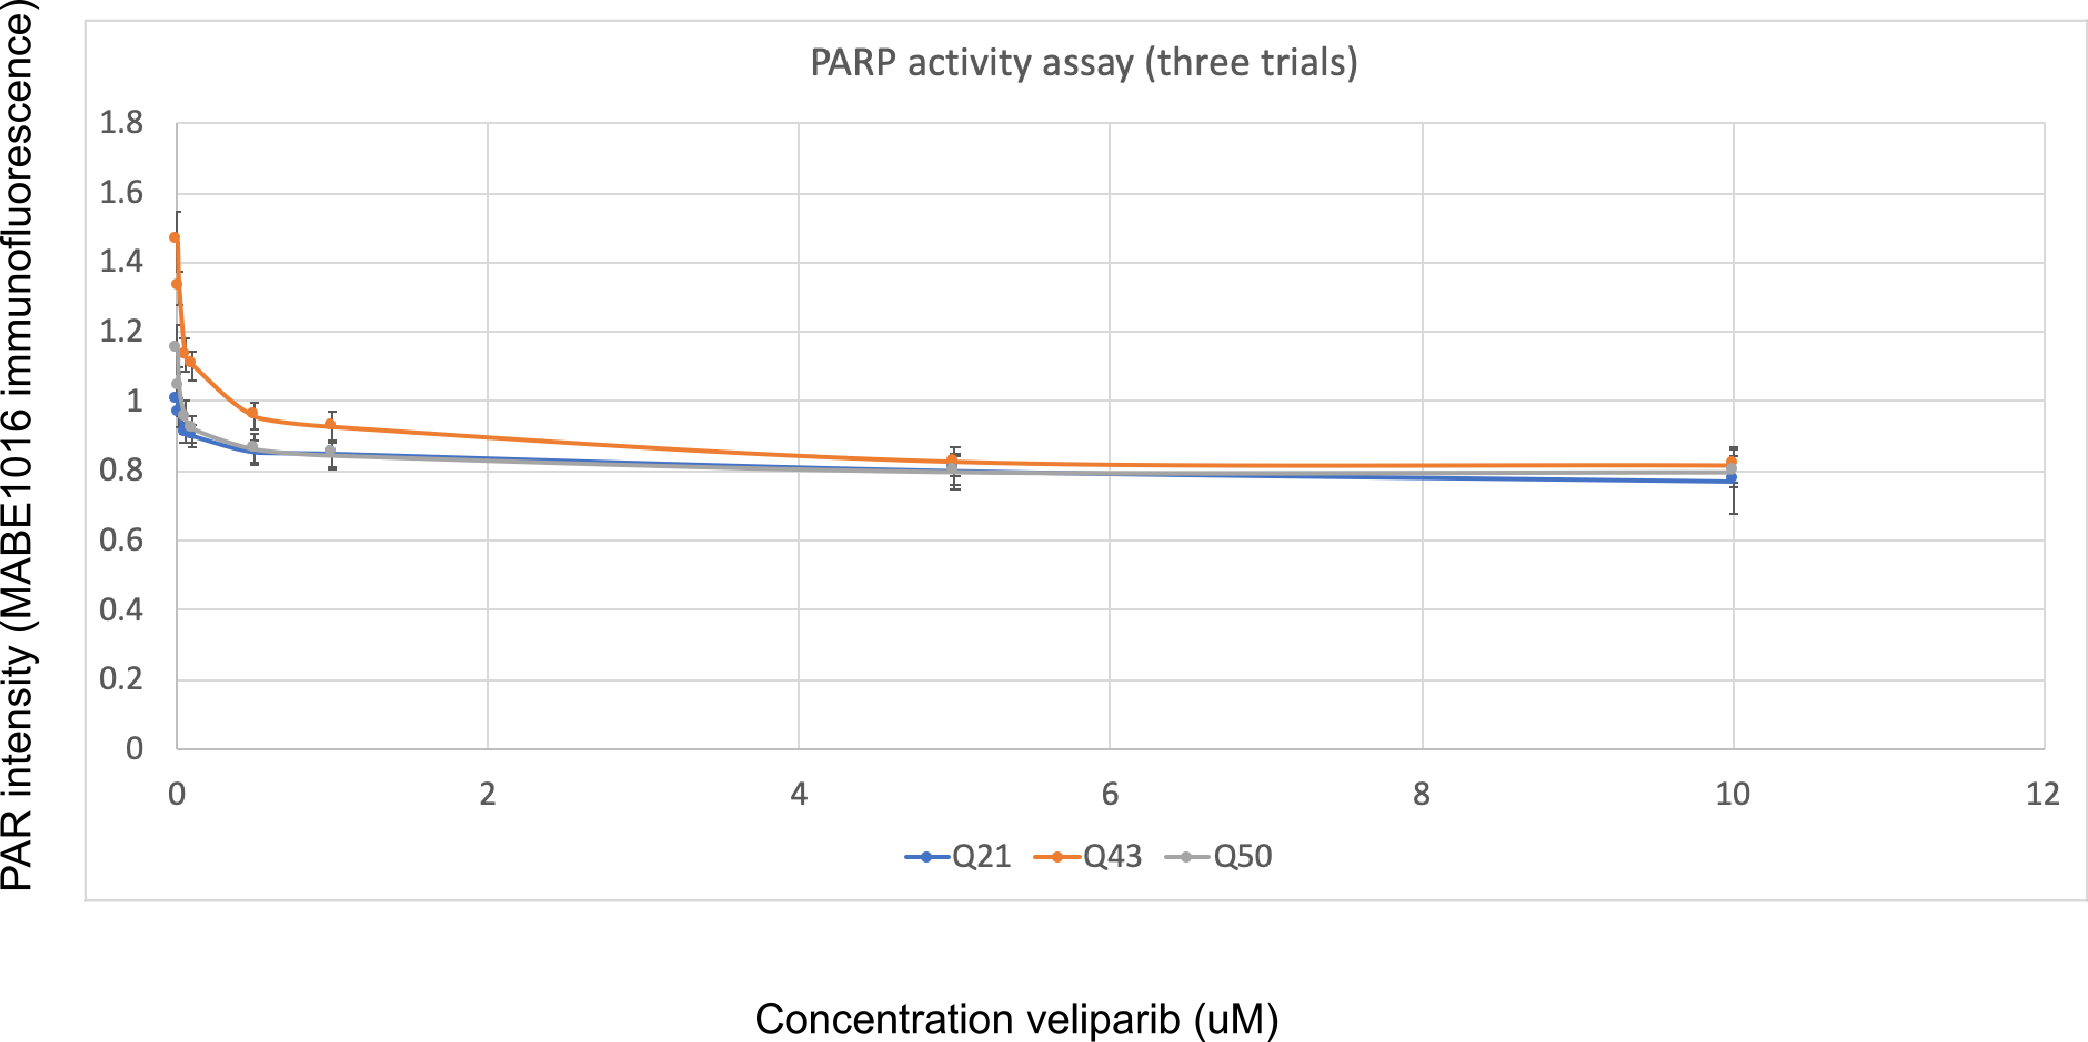 PARP activity assay (three trials)
PAR intensity (MABE1016 immunofluorescence)
1.8
1.6
1.4
1.2
1
0.8
0.6
0.4
0.2
0
0 2 4 6 8 10 12
Q21 Q43 Q50
Concentration veliparib (uM)